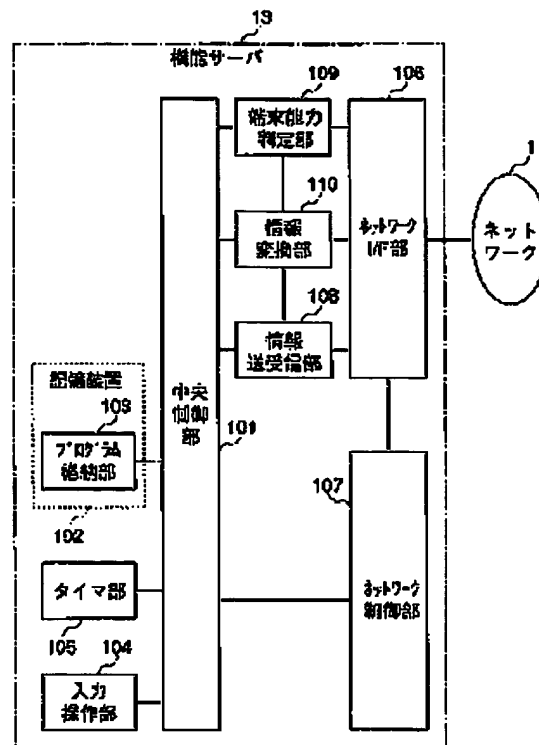 13
機能サーバ
109
106
端末能力
判定部
110
情報
変換部
108
情報
送受信部
ネットワーク
I/F部
1
ネット
ワーク
中央
制御
部
101
記憶装置
103
プログラム
格納部
102
107
ネットワーク
制御部
タイマ部
105
104
入力
操作部